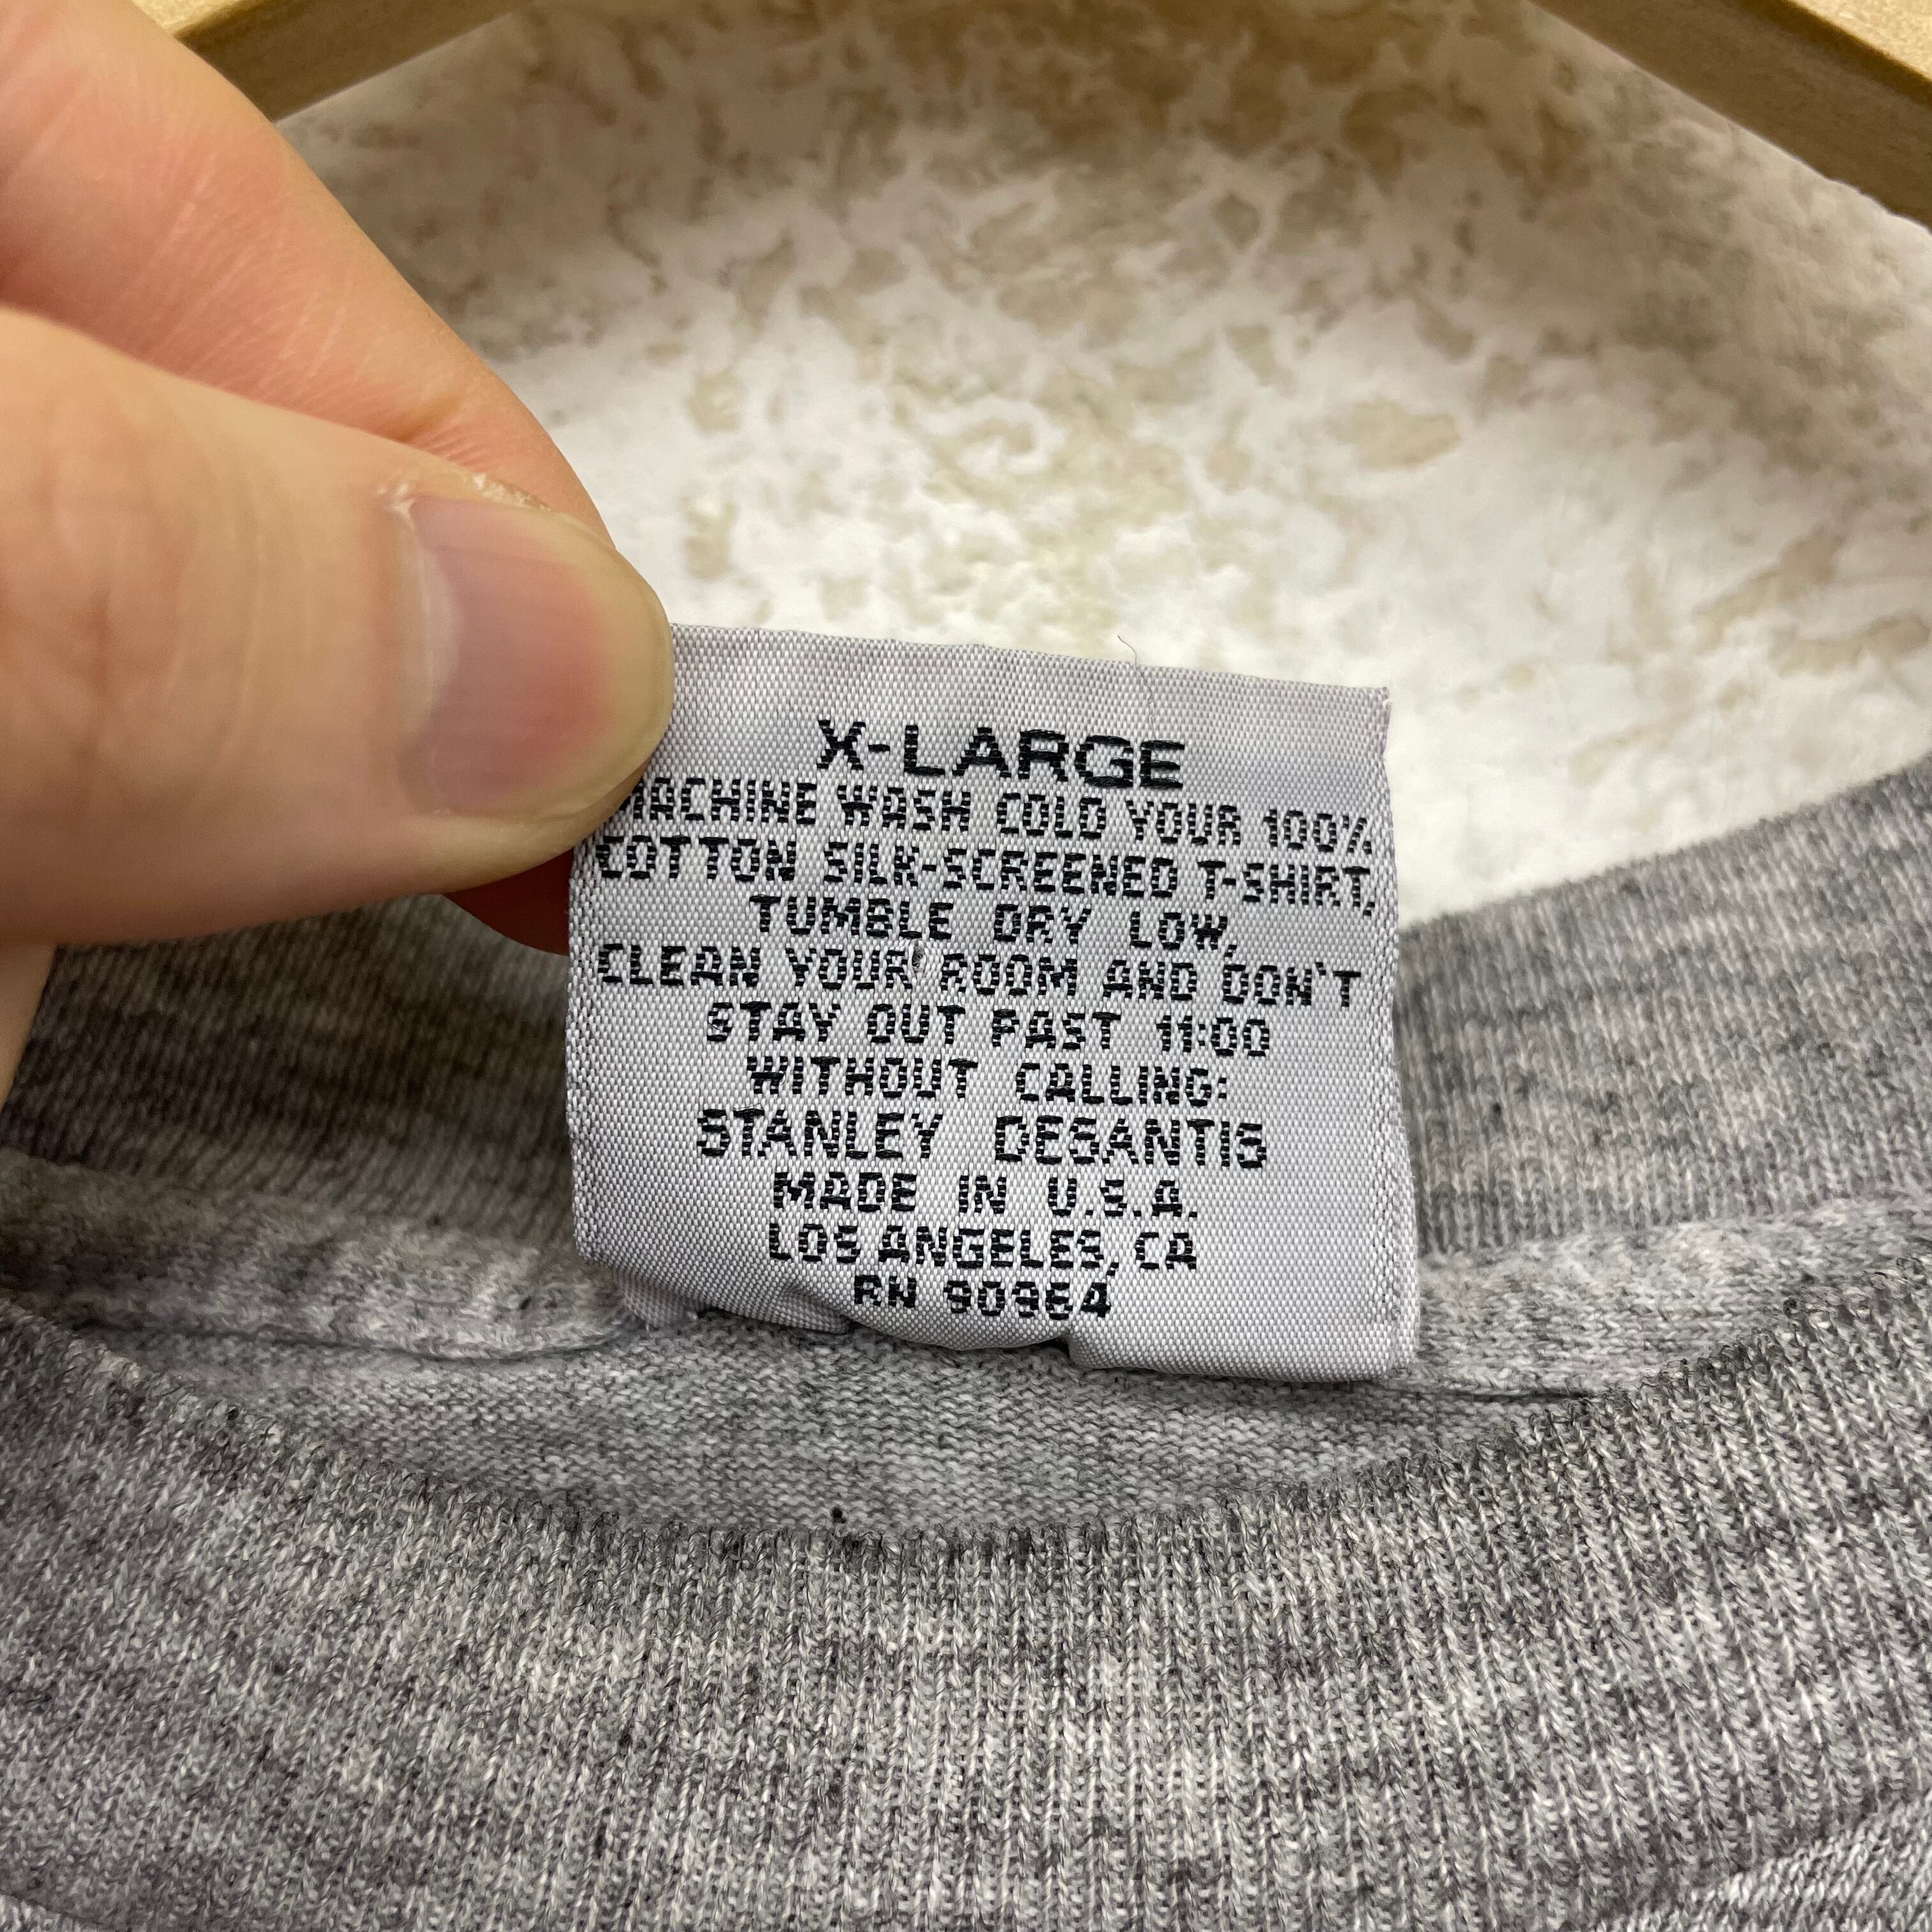 X-LARGE
MACHINE WASH COLD YOUR 100%
COTTON SILK-SCREENED T-SHIRT,
TUMBLE DRY LOW,
CLEAN YOUR ROOM AND DON'T
STAY OUT PAST 11:00
WITHOUT CALLING:
STANLEY DESANTIS
MADE IN U.S.A.
LOS ANGELES, CA
RN 90964